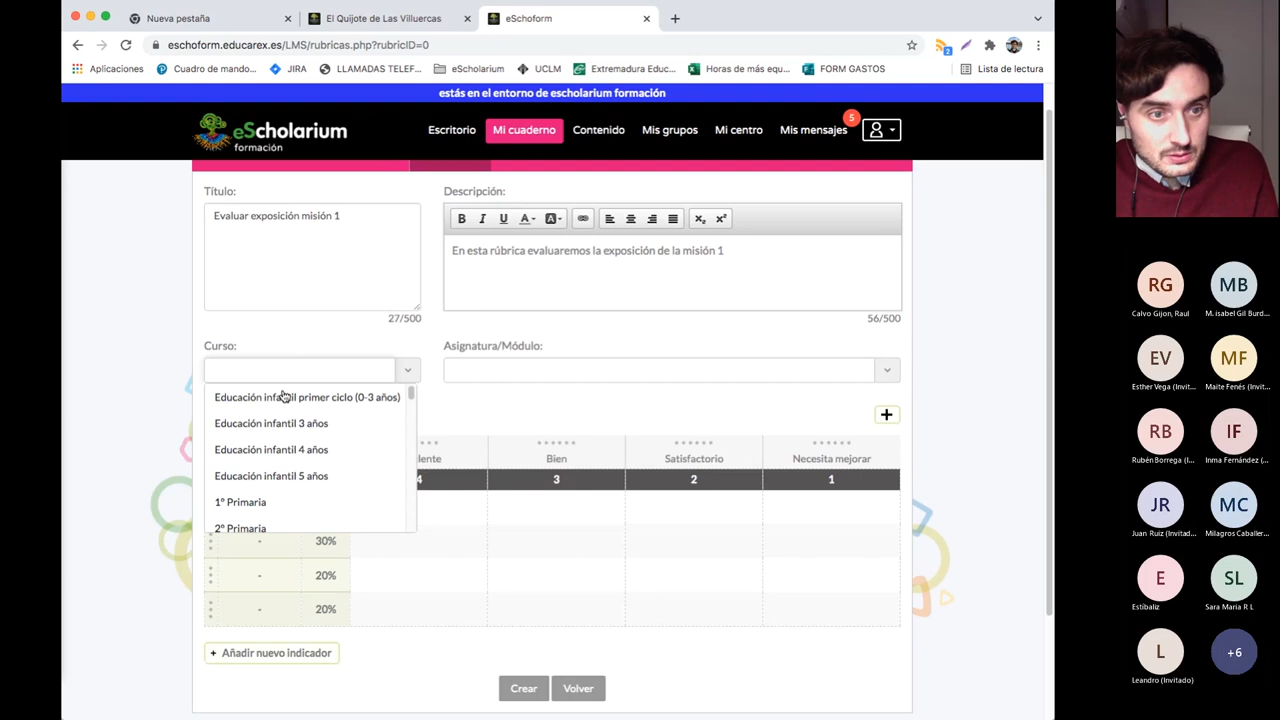 Nueva pestaña
El Quijote de Las Villuercas
eSchoform
eschoform.educarex.es/LMS/rubricas.php?rubricID=0
2
Aplicaciones
Cuadro de mando...
JIRA
LLAMADAS TELEF...
eScholarium
UCLM
Extremadura Educ...
Horas de más equ...
FORM GASTOS
Lista de lectura
estás en el entorno de escholarium formación
eScholarium
formación
Escritorio
Mi cuaderno
Contenido
Mis grupos
Mi centro
Mis mensajes
5
Título:
Evaluar exposición misión 1
27/500
Descripción:
B I U A A
X₂ X²
En esta rúbrica evaluaremos la exposición de la misión 1
56/500
Curso:
Asignatura/Módulo:
Educación infantil primer ciclo (0-3 años)
Educación infantil 3 años
Educación infantil 4 años
Educación infantil 5 años
1º Primaria
2º Primaria
+
Bien
Satisfactorio
Necesita mejorar
4
3
2
1
- 30%
- 20%
- 20%
+ Añadir nuevo indicador
Crear
Volver
RG
Calvo Gijon, Raul
MB
M. isabel Gil Burd...
EV
Esther Vega (Invit...
MF
Maite Fenés (Invit...
RB
Rubén Borrega (I...
IF
Inma Fernández (...
JR
Juan Ruiz (Invitad...
MC
Milagros Caballer...
E
Estíbaliz
SL
Sara Maria R L
L
Leandro (Invitado)
+6